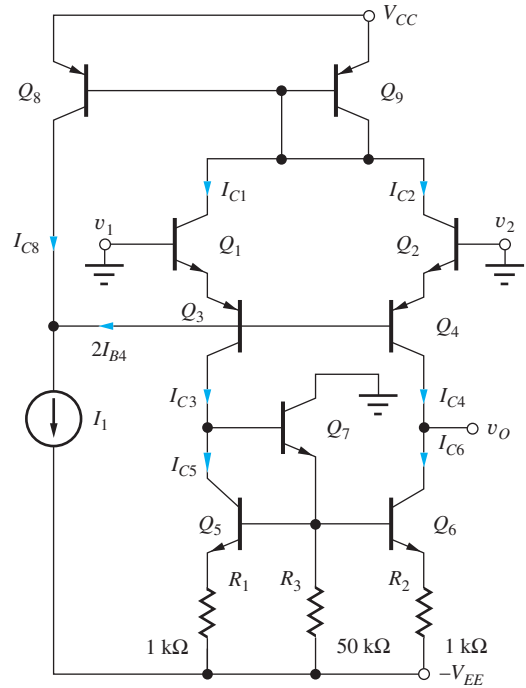 V_CC
Q_8
Q_9
I_C1
I_C2
v_1
v_2
I_C8
Q_1
Q_2
Q_3
Q_4
2I_B4
I_C3
I_C4
I_1
Q_7
v_O
I_C5
I_C6
Q_5
Q_6
R_1
R_3
R_2
1 kΩ
50 kΩ
1 kΩ
–V_EE